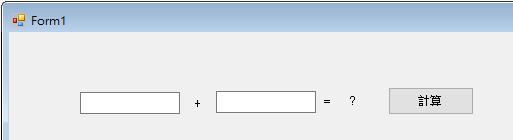 Form1
+ = ? 計算